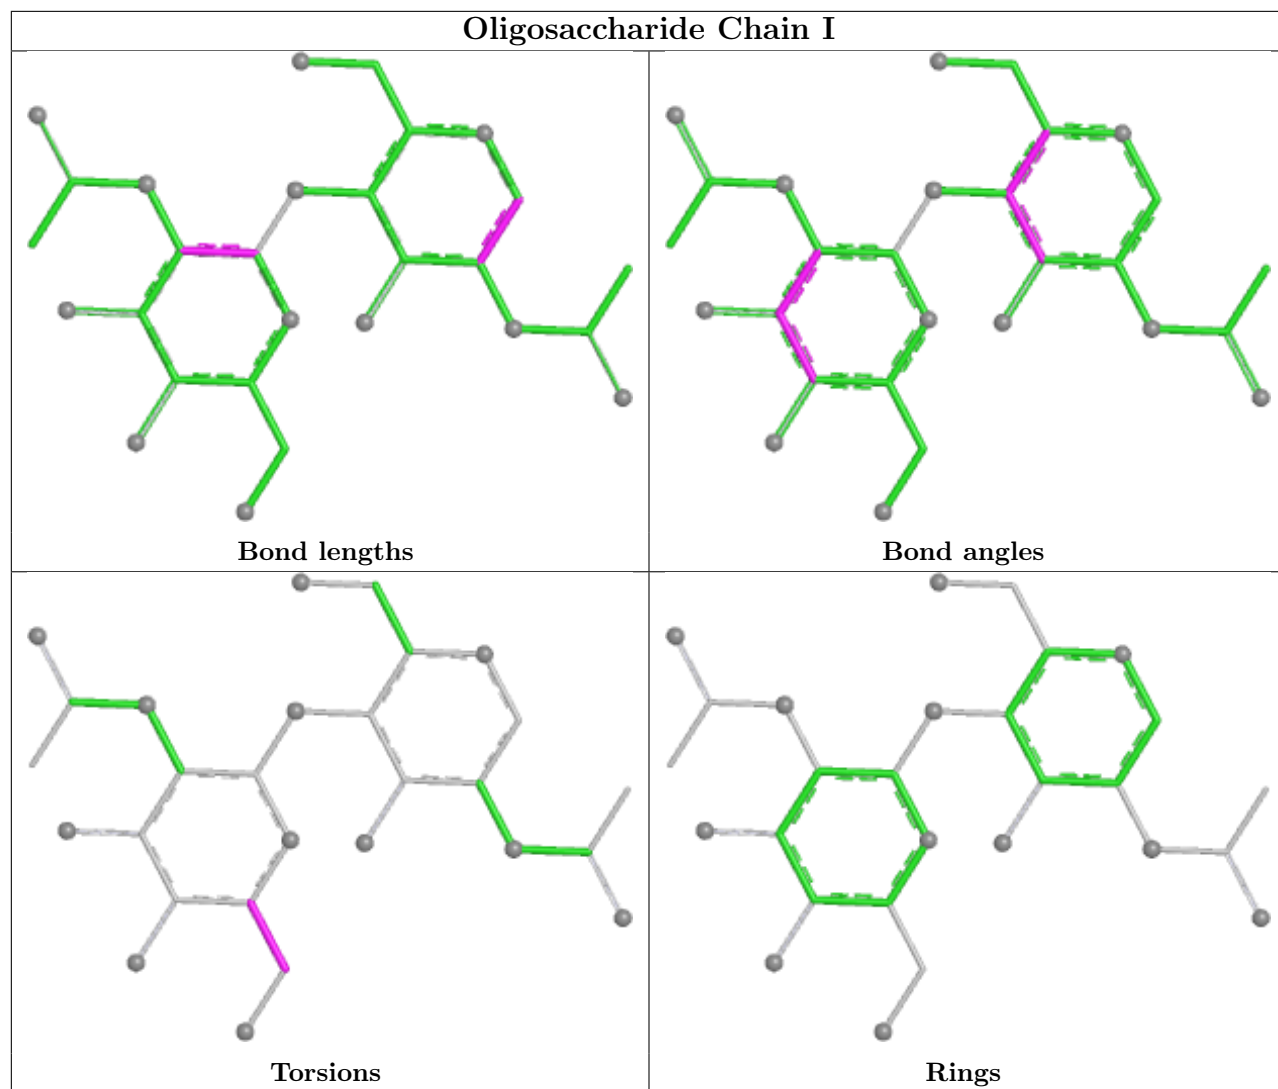 Oligosaccharide Chain I
Bond lengths
Bond angles
Torsions
Rings